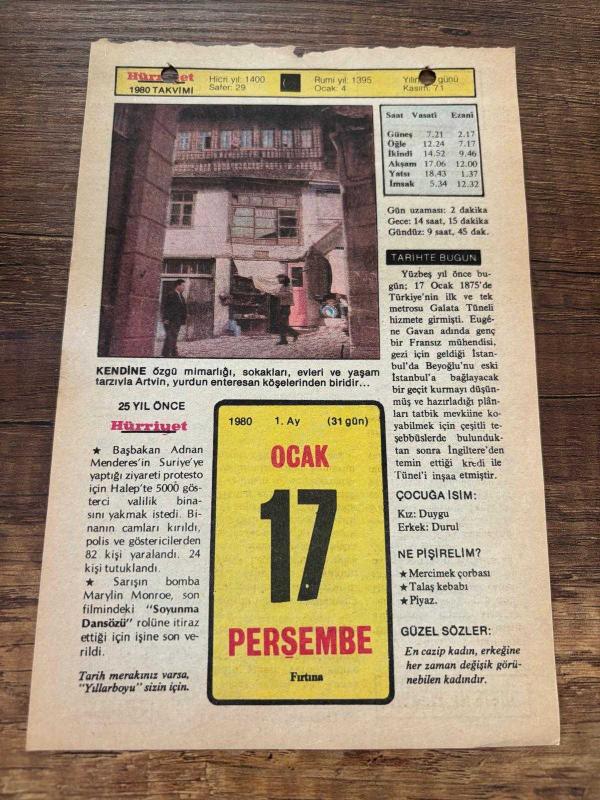 Hürriyet
1980 TAKVİMİ
Hicri yıl: 1400
Safer: 29
Rumi yıl: 1395
Ocak: 4
günü
Kasım: 71
Saat Vasati Ezani
Güneş 7.21 2.17
Öğle 12.24 7.17
İkindi 14.52 9.46
Akşam 17.06 12.00
Yatsı 18.43 1.37
İmsak 5.34 12.32
Gün uzaması: 2 dakika
Gece: 14 saat, 15 dakika
Gündüz: 9 saat, 45 dak.
KENDİNE özgü mimarlığı, sokakları, evleri ve yaşam
tarzıyla Artvin, yurdun enteresan köşelerinden biridir...
25 YIL ÖNCE
Hürriyet
★ Başbakan Adnan
Menderes'in Suriye'ye
yaptığı ziyareti protesto
için Halep'te 5000 gös-
terci valilik bina-
sını yakmak istedi. Bi-
nanın camları kırıldı,
polis ve göstericilerden
82 kişi yaralandı. 24
kişi tutuklandı.
★ Sarışın bomba
Marylin Monroe, son
filmindeki "Soyunma
Dansözü" rolüne itiraz
ettiği için işine son ve-
rildi.
Tarih merakınız varsa,
"Yıllarboyu" sizin için.
1980 1. Ay (31 gün)
OCAK
17
PERŞEMBE
Fırtına
TARİHTE BUGÜN
Yüzbeş yıl önce bu-
gün; 17 Ocak 1875'de
Türkiye'nin ilk ve tek
metrosu Galata Tüneli
hizmete girmişti. Eugé-
ne Gavan adında genç
bir Fransız mühendisi,
gezi için geldiği İstan-
bul'da Beyoğlu'nu eski
İstanbul'a bağlayacak
bir geçit kurmayı düşün-
müş ve hazırladığı plân-
ları tatbik mevkiine ko-
yabilmek için çeşitli te-
şebbüslerde bulunduk-
tan sonra İngiltere'den
temin ettiği kredi ile
Tünel'i inşaa etmiştir.
ÇOCUĞA İSİM:
Kız: Duygu
Erkek: Durul
NE PİŞİRELİM?
★ Mercimek çorbası
★ Talaş kebabı
★ Piyaz.
GÜZEL SÖZLER:
En cazip kadın, erkeğine
her zaman değişik görü-
nebilen kadındır.